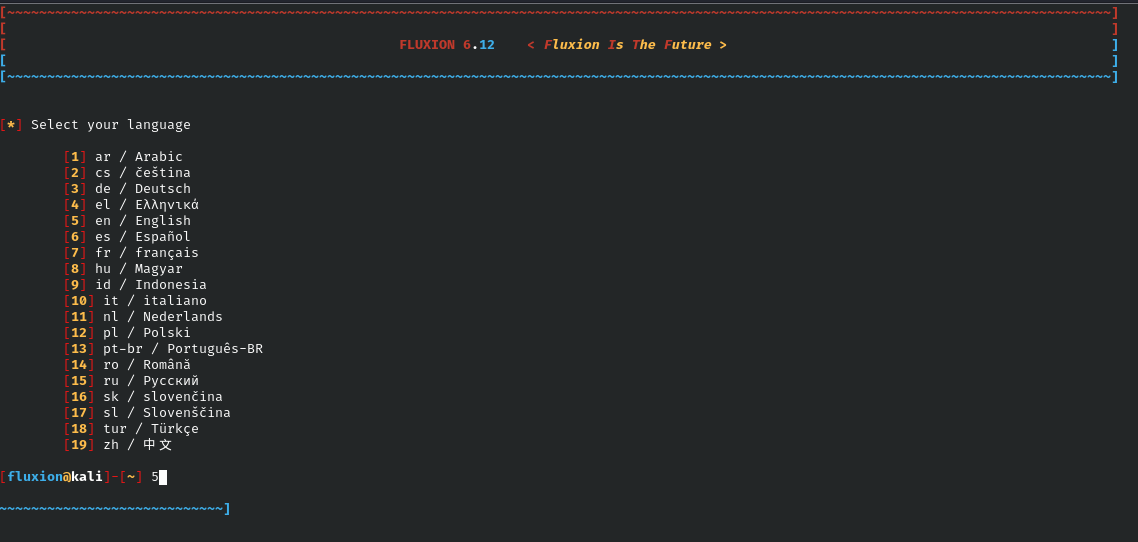 [~~~~~~~~~~~~~~~~~~~~~~~~~~~~~~~~~~~~~~~~~~~~~~~~~~~~~~~~~~~~~~~~~~~~~~~~~~~~~~~~~~~~~~~~~~~~~~~~~~~~~~~~~~~~~~~~~~~~~~~~~~~~~~~~~~~~~~~~~~]
[ ]
[ FLUXION 6.12 < Fluxion Is The Future > ]
[ ]
[~~~~~~~~~~~~~~~~~~~~~~~~~~~~~~~~~~~~~~~~~~~~~~~~~~~~~~~~~~~~~~~~~~~~~~~~~~~~~~~~~~~~~~~~~~~~~~~~~~~~~~~~~~~~~~~~~~~~~~~~~~~~~~~~~~~~~~~~~~]
[*] Select your language
[1] ar / Arabic
[2] cs / čeština
[3] de / Deutsch
[4] el / Ελληνικά
[5] en / English
[6] es / Español
[7] fr / français
[8] hu / Magyar
[9] id / Indonesia
[10] it / italiano
[11] nl / Nederlands
[12] pl / Polski
[13] pt-br / Português-BR
[14] ro / Română
[15] ru / Русский
[16] sk / slovenčina
[17] sl / Slovenščina
[18] tur / Türkçe
[19] zh / 中文
[fluxion@kali]-[~] 5
~~~~~~~~~~~~~~~~~~~~~~~~~~~~]